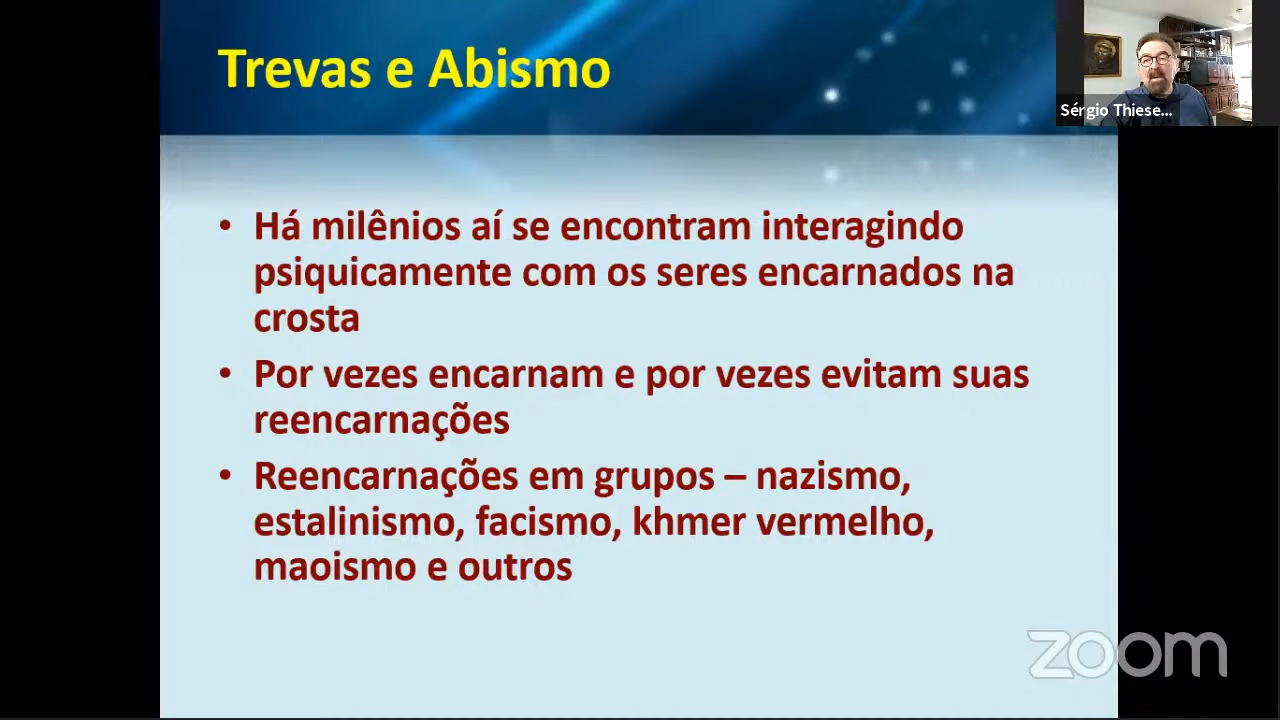 Trevas e Abismo
Sérgio Thiese...
• Há milênios aí se encontram interagindo
psiquicamente com os seres encarnados na
crosta
• Por vezes encarnam e por vezes evitam suas
reencarnações
• Reencarnações em grupos – nazismo,
estalinismo, facismo, khmer vermelho,
maoismo e outros
zoom